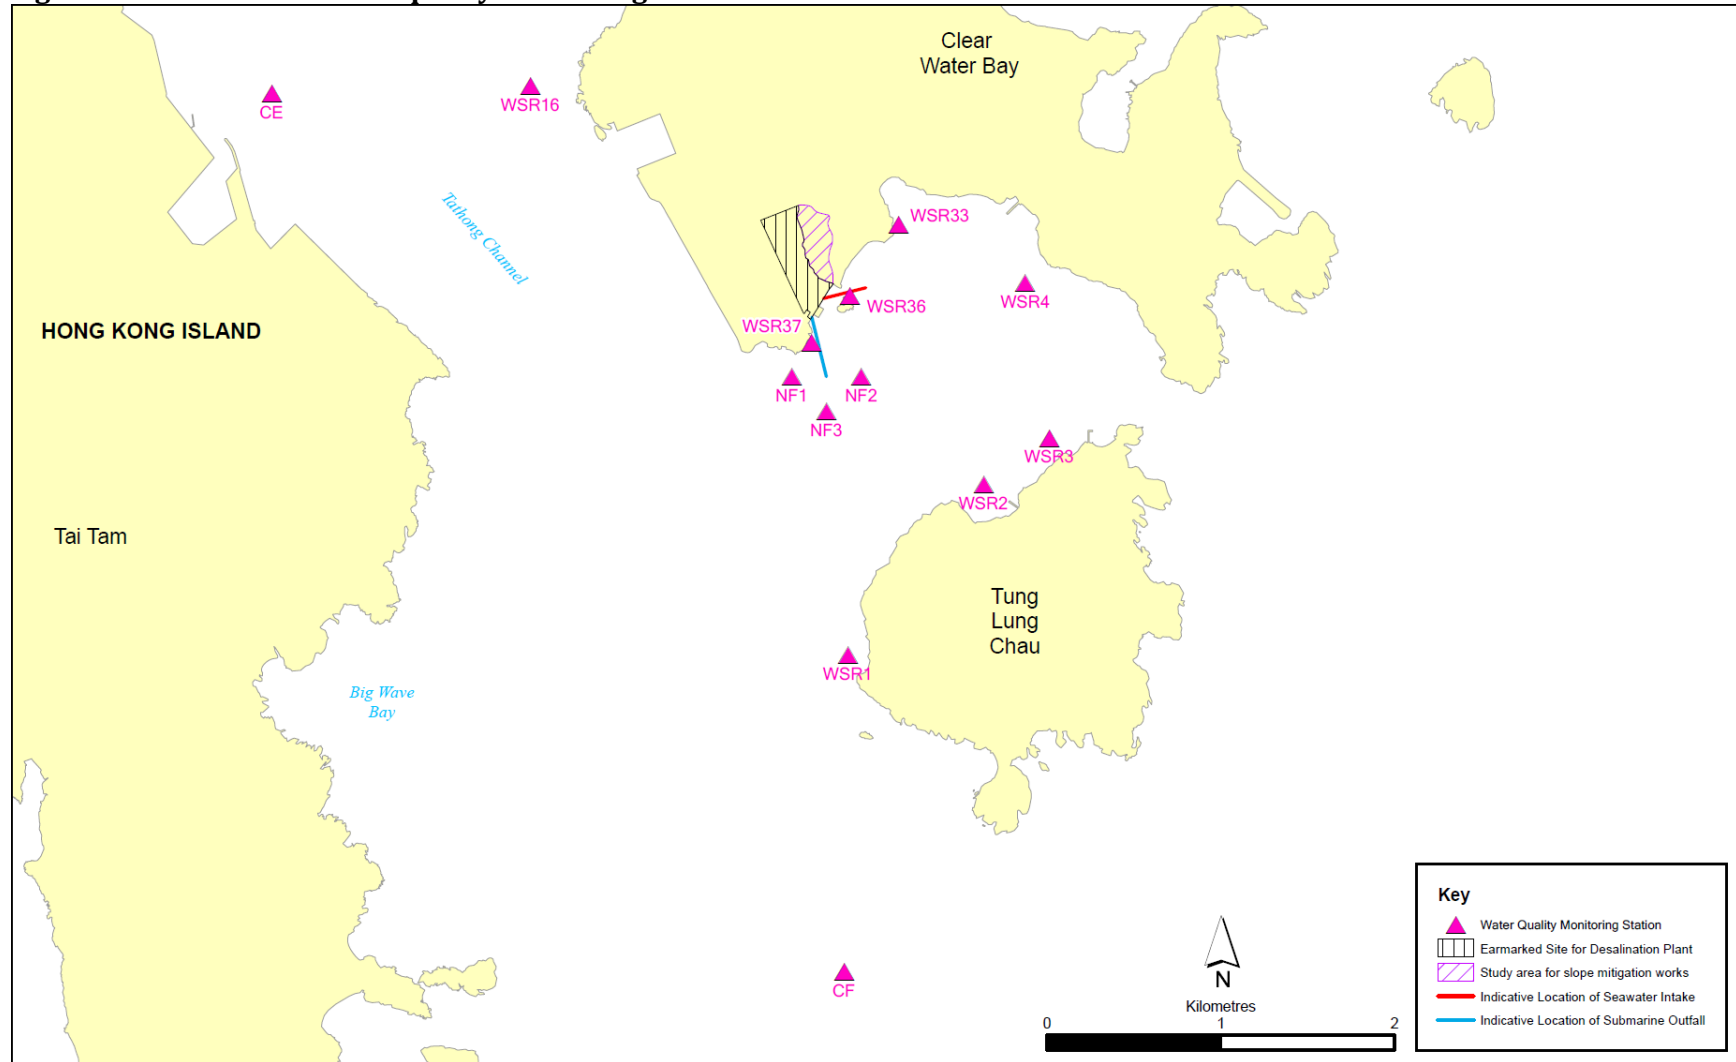 Clear
Water Bay
CE
WSR16
Tathong Channel
WSR33
WSR4
WSR36
HONG KONG ISLAND
WSR37
NF1
NF2
NF3
WSR3
WSR2
Tai Tam
Tung
Lung
Chau
WSR1
Big Wave
Bay
CF
N
Kilometres
0 1 2
Key
Water Quality Monitoring Station
Earmarked Site for Desalination Plant
Study area for slope mitigation works
Indicative Location of Seawater Intake
Indicative Location of Submarine Outfall